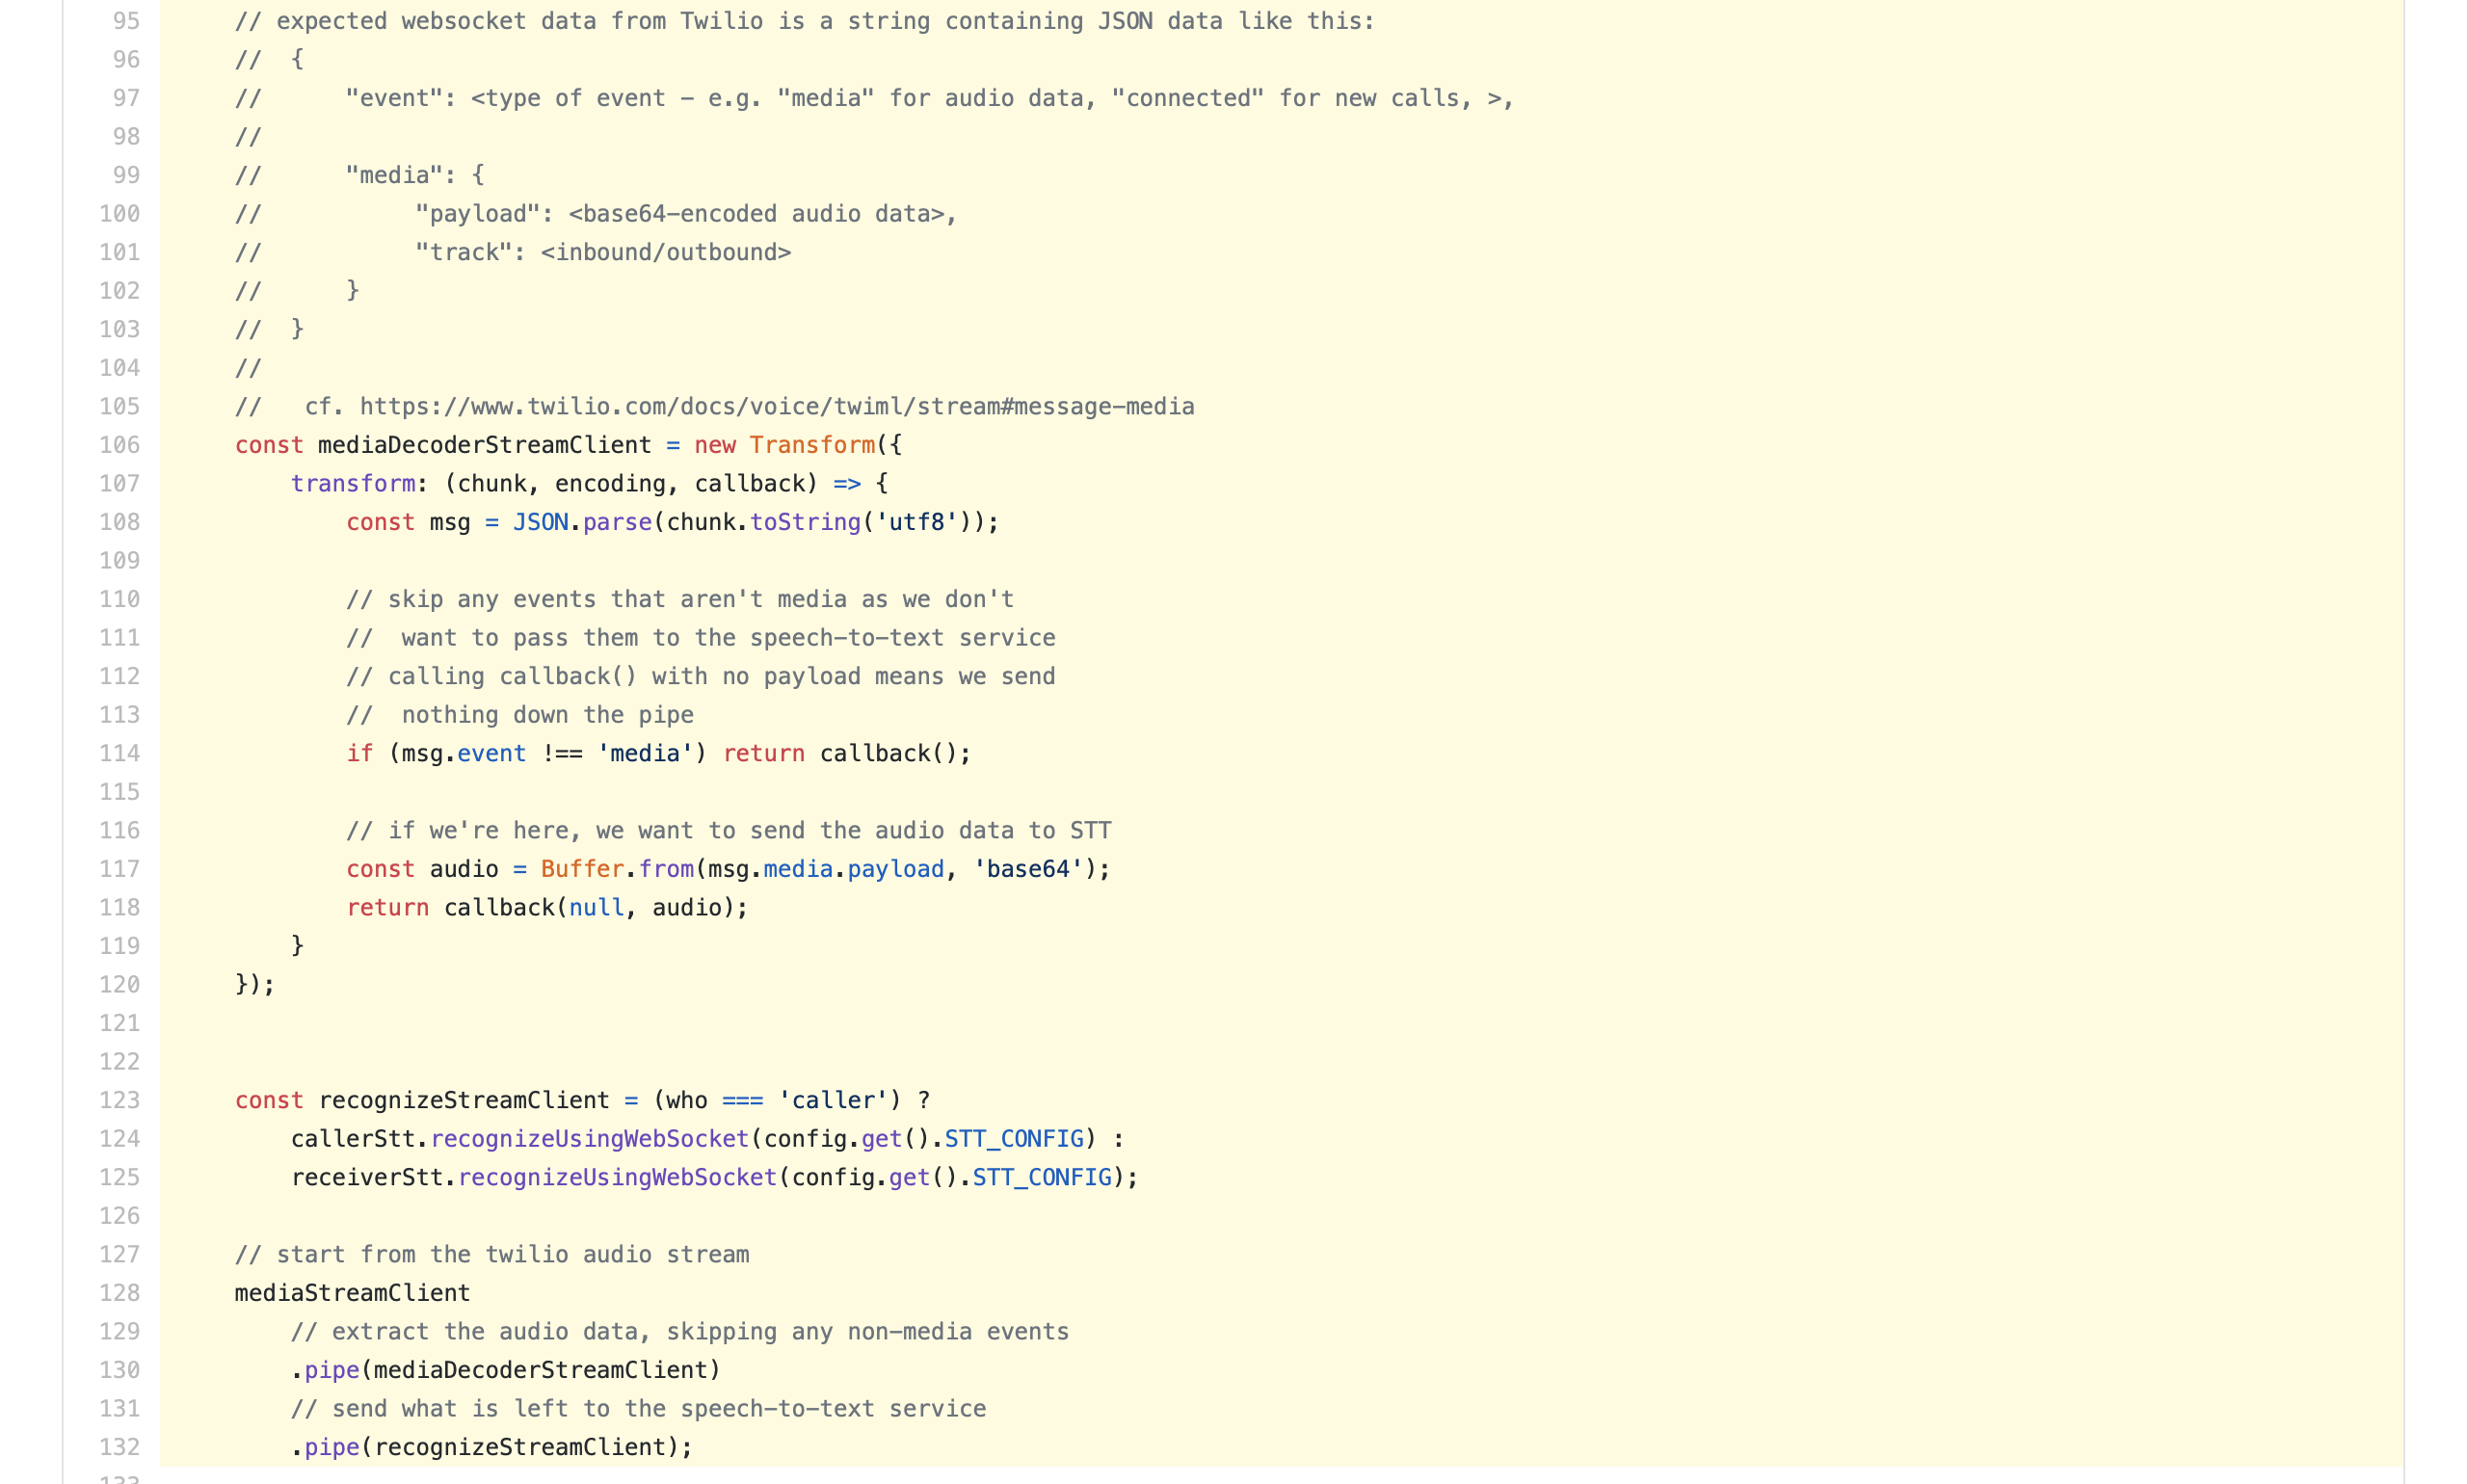 95 // expected websocket data from Twilio is a string containing JSON data like this:
96 //  {
97 //      "event": <type of event – e.g. "media" for audio data, "connected" for new calls, >,
98 //
99 //      "media": {
100 //           "payload": <base64-encoded audio data>,
101 //           "track": <inbound/outbound>
102 //      }
103 //  }
104 //
105 //   cf. https://www.twilio.com/docs/voice/twiml/stream#message-media
106 const mediaDecoderStreamClient = new Transform({
107     transform: (chunk, encoding, callback) => {
108         const msg = JSON.parse(chunk.toString('utf8'));
109
110         // skip any events that aren't media as we don't
111         //  want to pass them to the speech-to-text service
112         // calling callback() with no payload means we send
113         //  nothing down the pipe
114         if (msg.event !== 'media') return callback();
115
116         // if we're here, we want to send the audio data to STT
117         const audio = Buffer.from(msg.media.payload, 'base64');
118         return callback(null, audio);
119     }
120 });
121
122
123 const recognizeStreamClient = (who === 'caller') ?
124     callerStt.recognizeUsingWebSocket(config.get().STT_CONFIG) :
125     receiverStt.recognizeUsingWebSocket(config.get().STT_CONFIG);
126
127 // start from the twilio audio stream
128 mediaStreamClient
129     // extract the audio data, skipping any non-media events
130     .pipe(mediaDecoderStreamClient)
131     // send what is left to the speech-to-text service
132     .pipe(recognizeStreamClient);
133